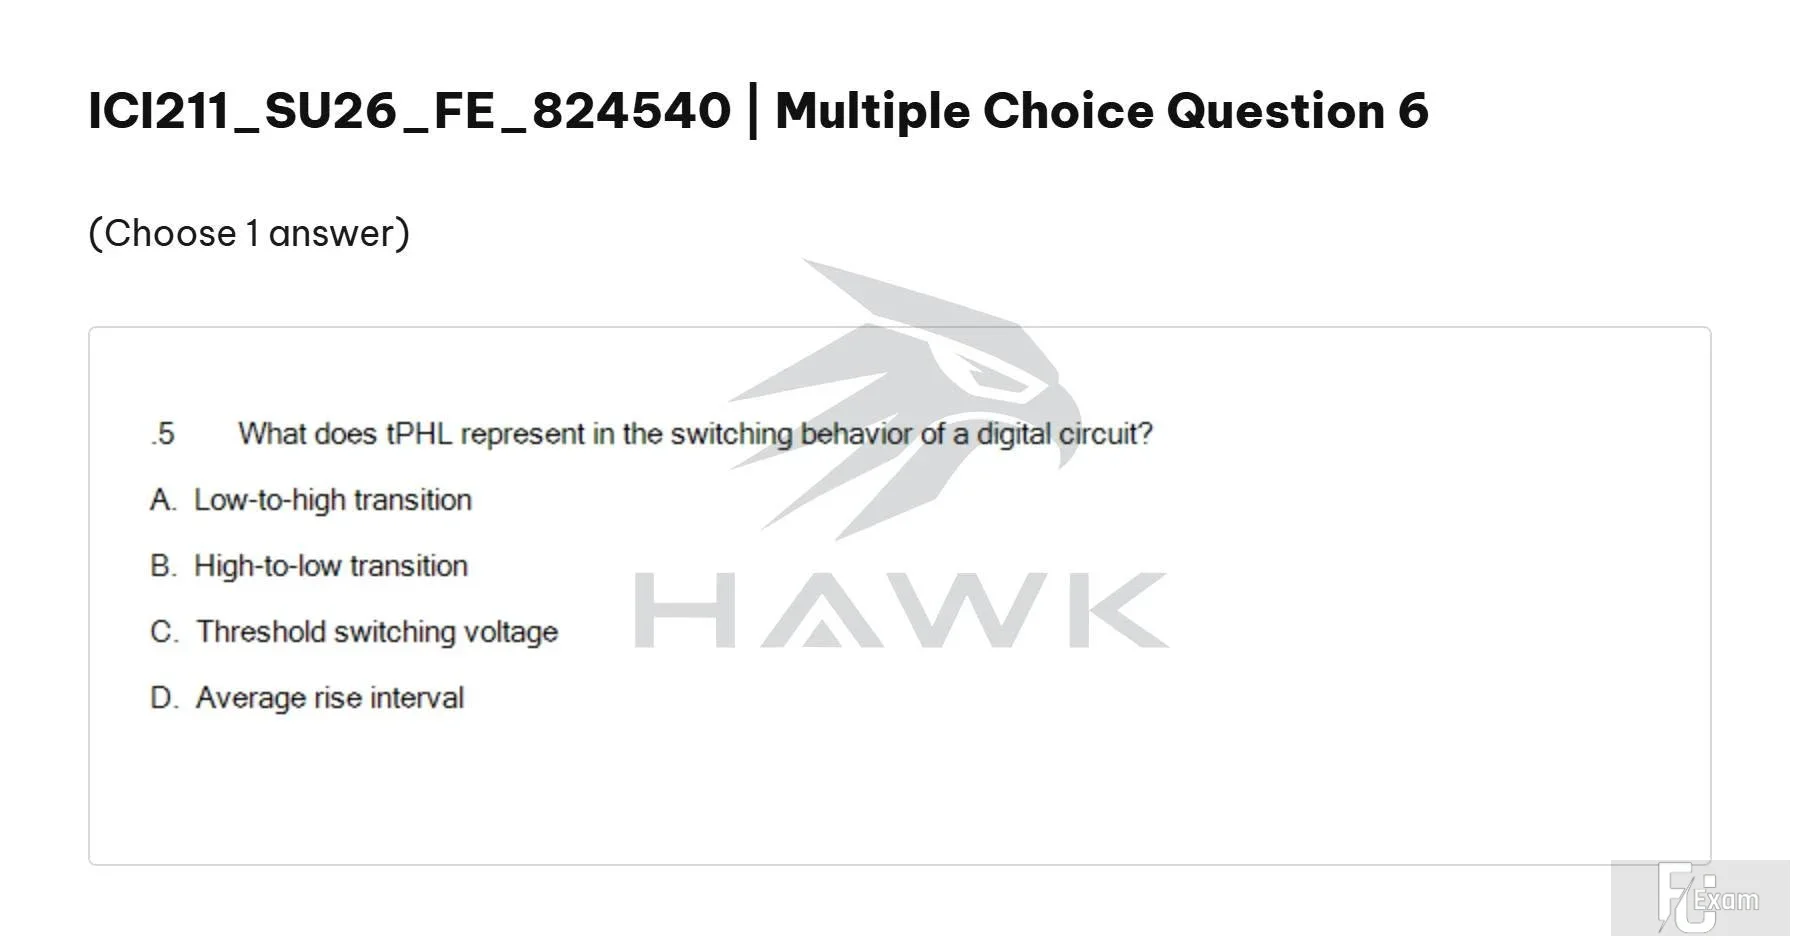 ICI211_SU26_FE_824540 | Multiple Choice Question 6
(Choose 1 answer)
.5 What does tPHL represent in the switching behavior of a digital circuit?
A. Low-to-high transition
B. High-to-low transition
C. Threshold switching voltage
D. Average rise interval
HAWK
FU Exam